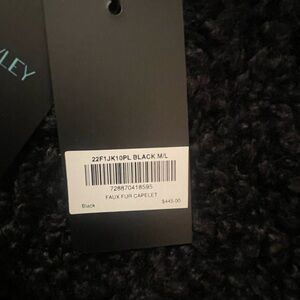 LEY
22F1JK10PL BLACK M/L
728870418595
FAUX FUR CAPELET
Black
$445.00